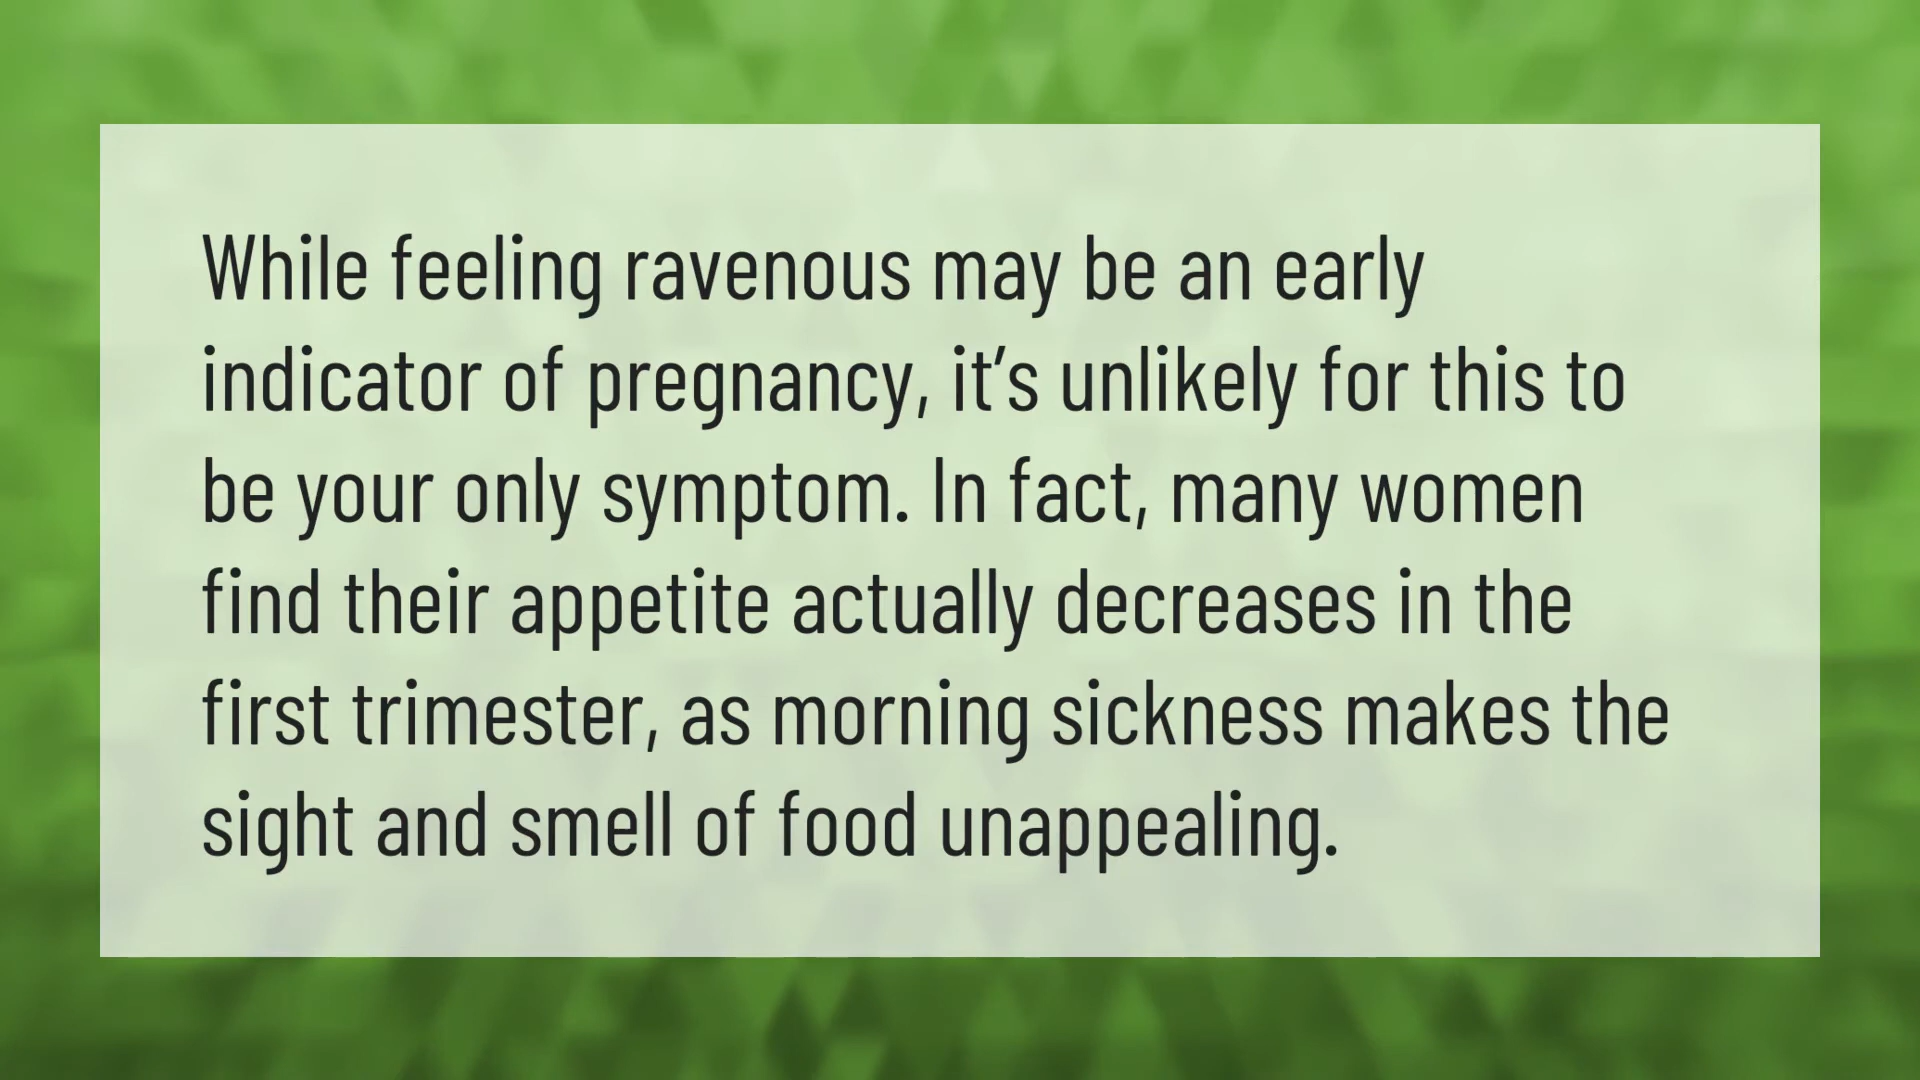 While feeling ravenous may be an early
indicator of pregnancy, it’s unlikely for this to
be your only symptom. In fact, many women
find their appetite actually decreases in the
first trimester, as morning sickness makes the
sight and smell of food unappealing.